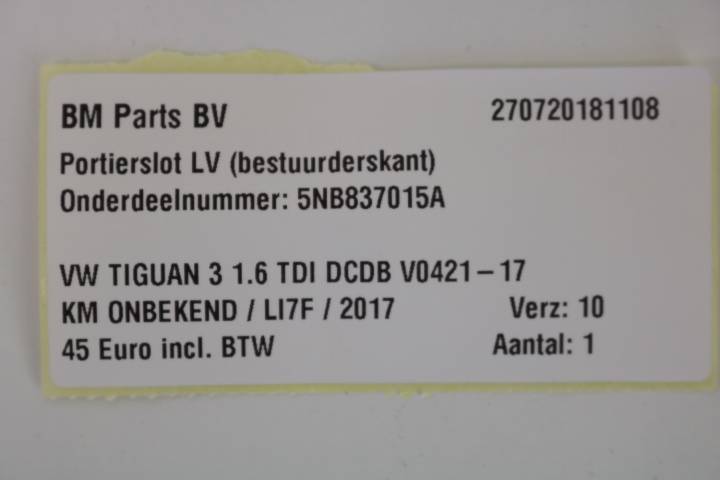 BM Parts BV 270720181108
Portierslot LV (bestuurderskant)
Onderdeelnummer: 5NB837015A
VW TIGUAN 3 1.6 TDI DCDB V0421-17
KM ONBEKEND / LI7F / 2017 Verz: 10
45 Euro incl. BTW Aantal: 1